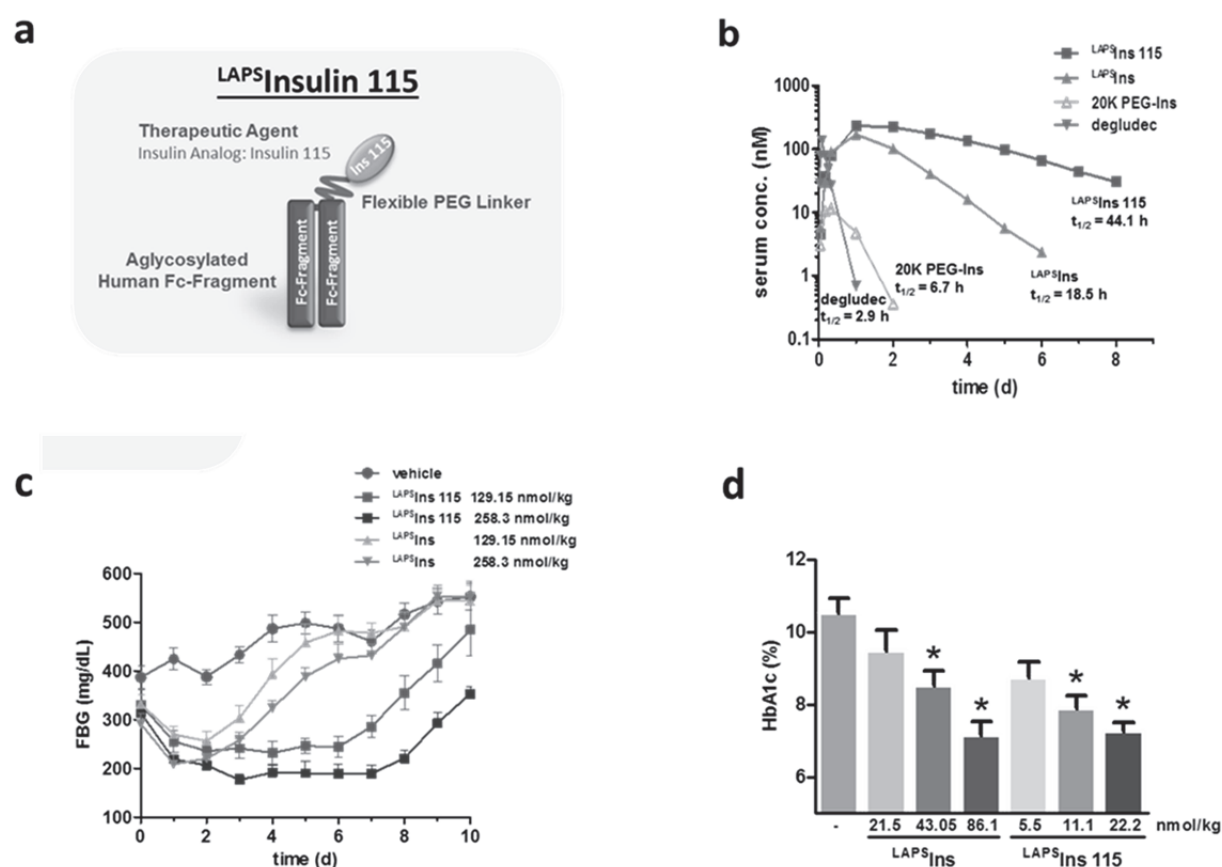 a
LAPSInsulin 115
Therapeutic Agent
Insulin Analog: Insulin 115
Ins 115
Flexible PEG Linker
Fc-Fragment
Fc-Fragment
Aglycosylated
Human Fc-Fragment
b
LAPSIns 115
LAPSIns
20K PEG-Ins
degludec
serum conc. (nM)
1000
100
10
1
0.1
LAPSIns 115
t1/2 = 44.1 h
20K PEG-Ins
t1/2 = 6.7 h
LAPSIns
t1/2 = 18.5 h
degludec
t1/2 = 2.9 h
0 2 4 6 8
time (d)
c
vehicle
LAPSIns 115 129.15 nmol/kg
LAPSIns 115 258.3 nmol/kg
LAPSIns 129.15 nmol/kg
LAPSIns 258.3 nmol/kg
FBG (mg/dL)
600
500
400
300
200
100
0 2 4 6 8 10
time (d)
d
HbA1c (%)
12
10
8
6
* * * *
- 21.5 43.05 86.1 5.5 11.1 22.2 nmol/kg
LAPSIns LAPSIns 115